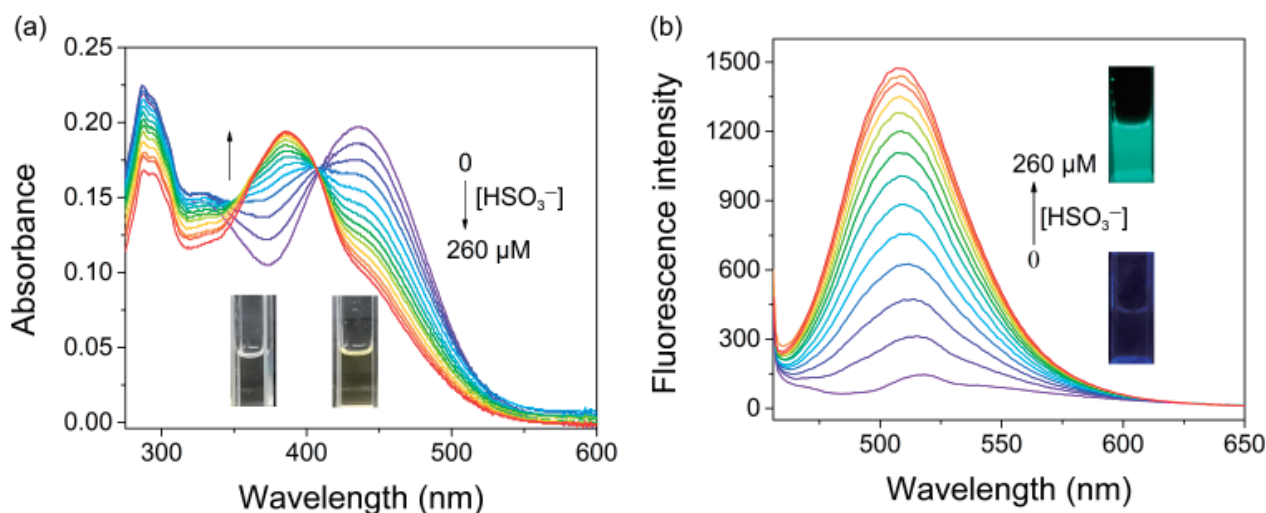 (a)
0.25
0.20
0.15
0.10
0.05
0.00
Absorbance
0
[HSO₃⁻]
260 μM
300
400
500
600
Wavelength (nm)
(b)
1500
1200
900
600
300
0
Fluorescence intensity
260 μM
[HSO₃⁻]
0
500
550
600
650
Wavelength (nm)